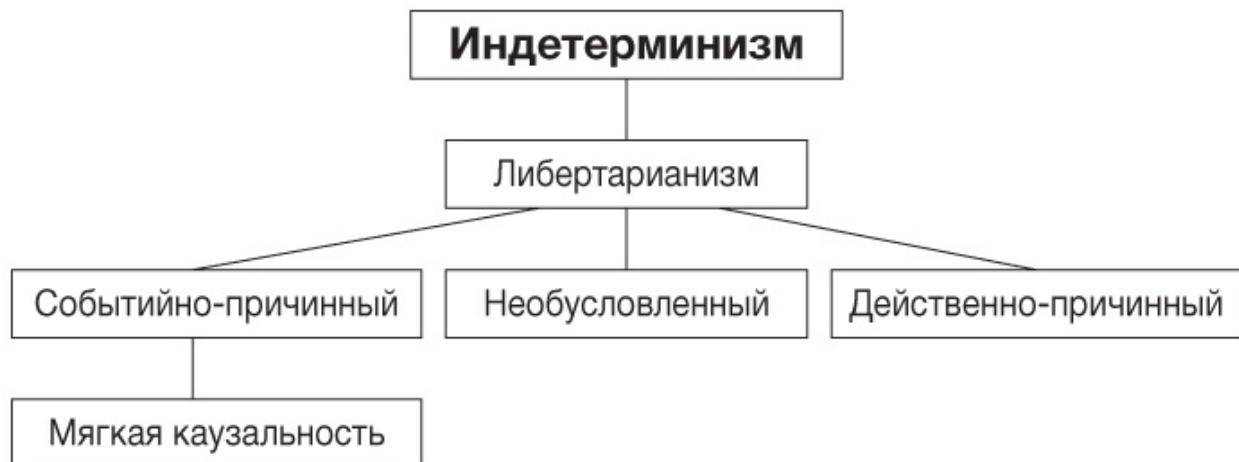 Индетерминизм
Либертарианизм
Событийно-причинный
Необусловленный
Действенно-причинный
Мягкая каузальность